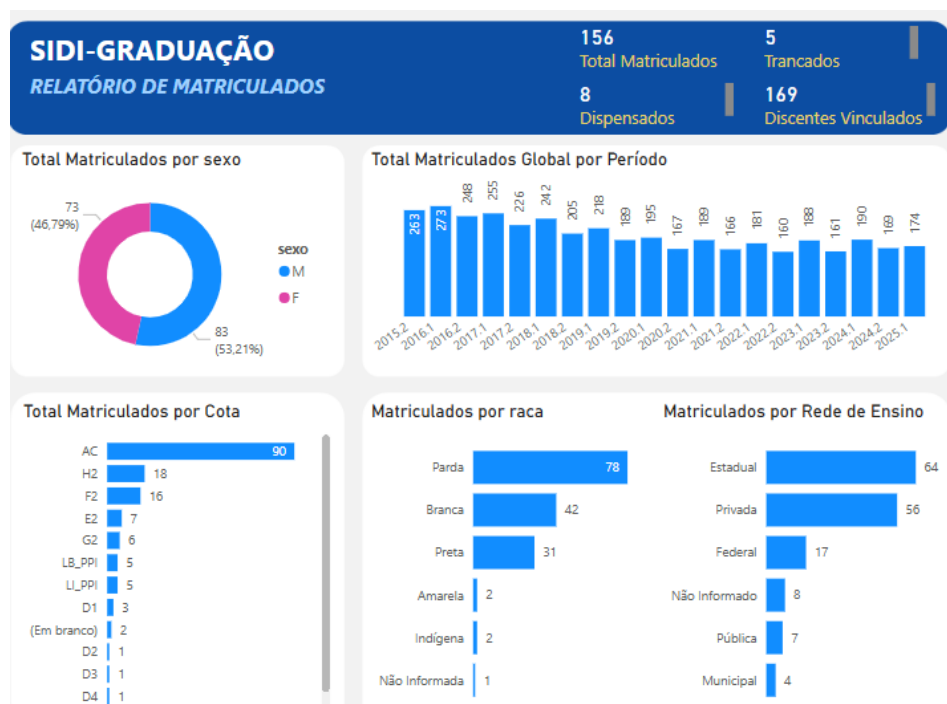 SIDI-GRADUAÇÃO
RELATÓRIO DE MATRICULADOS
156
Total Matriculados
5
Trancados
8
Dispensados
169
Discentes Vinculados
Total Matriculados por sexo
73
(46,79%)
83
(53,21%)
sexo
M
F
Total Matriculados Global por Período
263 273 248 255 226 242 205 218 189 195 167 189 166 181 160 188 161 190 169 174
2015.2 2016.1 2016.2 2017.1 2017.2 2018.1 2018.2 2019.1 2019.2 2020.1 2020.2 2021.1 2021.2 2022.1 2022.2 2023.1 2023.2 2024.1 2024.2 2025.1
Total Matriculados por Cota
AC 90
H2 18
F2 16
E2 7
G2 6
LB_PPI 5
LI_PPI 5
D1 3
(Em branco) 2
D2 1
D3 1
D4 1
Matriculados por raca
Parda 78
Branca 42
Preta 31
Amarela 2
Indígena 2
Não Informada 1
Matriculados por Rede de Ensino
Estadual 64
Privada 56
Federal 17
Não Informado 8
Pública 7
Municipal 4